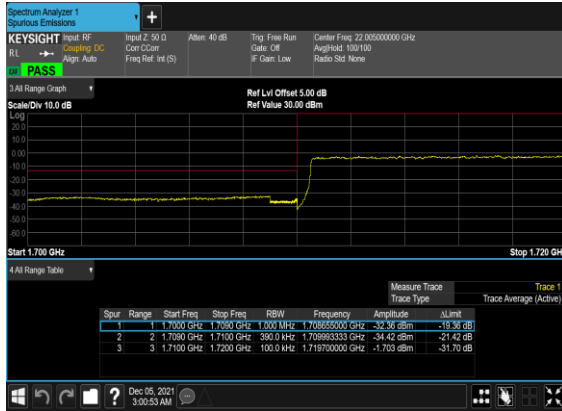 Spectrum Analyzer 1
Spurious Emissions
+
KEYSIGHT Input: RF Input Z: 50 Ω Atten: 40 dB Trig: Free Run Center Freq: 22.005000000 GHz
RL Coupling: DC Corr CCorr Gate: Off Avg|Hold: 100/100
Align: Auto Freq Ref: Int (S) IF Gain: Low Radio Std: None
PASS
3 All Range Graph
Ref Lvl Offset 5.00 dB
Scale/Div 10.0 dB Ref Value 30.00 dBm
Log
20.0
10.0
0.00
-10.0
-20.0
-30.0
-40.0
-50.0
-60.0
Start 1.700 GHz Stop 1.720 GH
4 All Range Table
Measure Trace Trace 1
Trace Type Trace Average (Active)
Spur Range Start Freq Stop Freq RBW Frequency Amplitude ΔLimit
1 1 1.7000 GHz 1.7090 GHz 1.000 MHz 1.708655000 GHz -32.36 dBm -19.36 dB
2 2 1.7090 GHz 1.7100 GHz 390.0 kHz 1.709993333 GHz -34.42 dBm -21.42 dB
3 3 1.7100 GHz 1.7200 GHz 100.0 kHz 1.719700000 GHz -1.703 dBm -31.70 dB
? Dec 05, 2021
3:00:53 AM